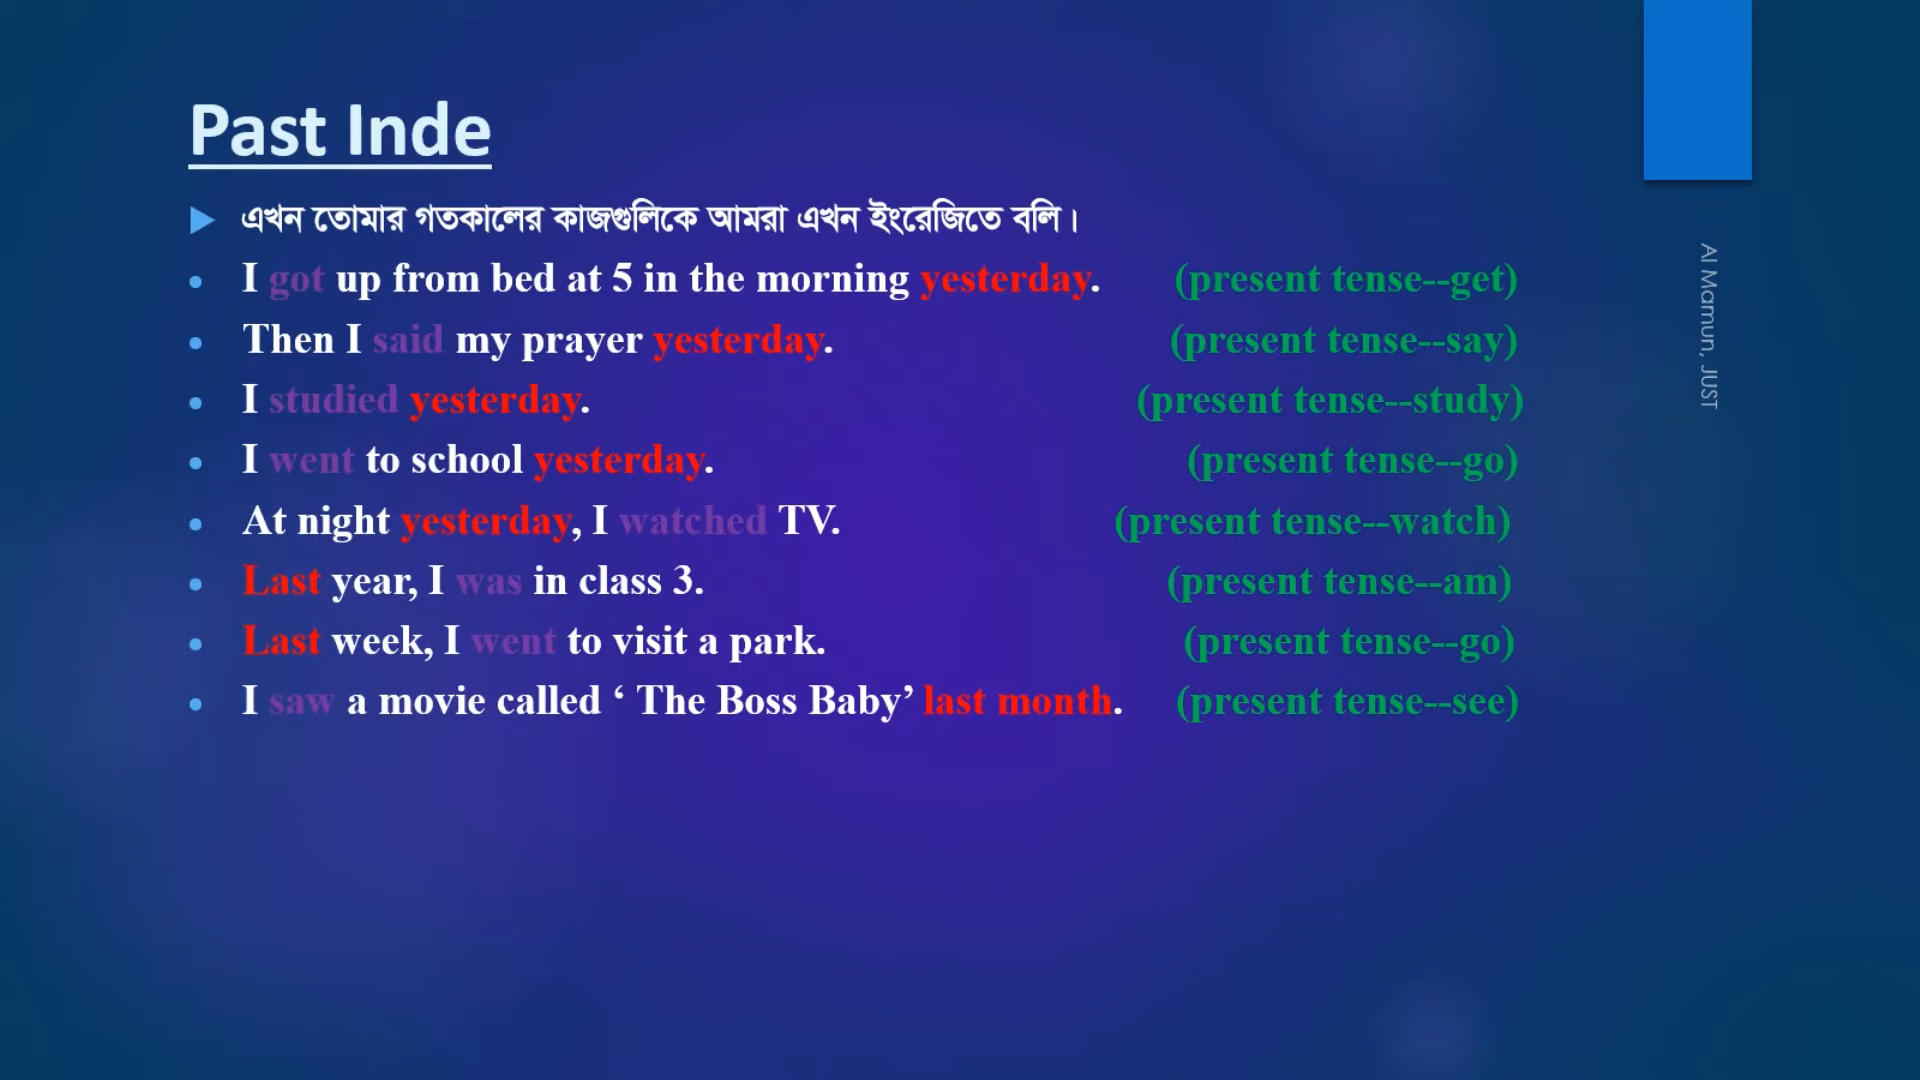 Past Inde
এখন তোমার গতকালের কাজগুলিকে আমরা এখন ইংরেজিতে বলি।
I got up from bed at 5 in the morning yesterday. (present tense--get)
Then I said my prayer yesterday. (present tense--say)
I studied yesterday. (present tense--study)
I went to school yesterday. (present tense--go)
At night yesterday, I watched TV. (present tense--watch)
Last year, I was in class 3. (present tense--am)
Last week, I went to visit a park. (present tense--go)
I saw a movie called ‘ The Boss Baby’ last month. (present tense--see)
Al Mamun, JUST